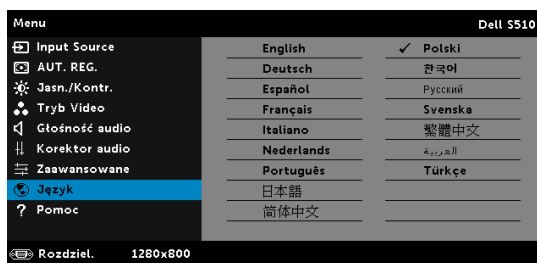 Menu Dell S510
Input Source
AUT. REG.
Jasn./Kontr.
Tryb Video
Głośność audio
Korektor audio
Zaawansowane
Język
? Pomoc
English ✓ Polski
Deutsch 한국어
Español Русский
Français Svenska
Italiano 繁體中文
Nederlands العربية
Português Türkçe
日本語
简体中文
Rozdziel. 1280x800